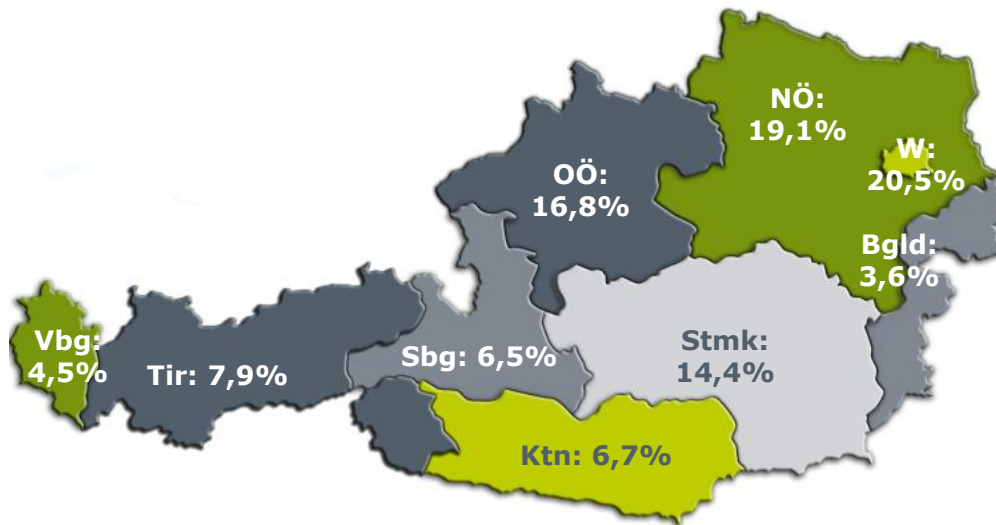 NÖ:
19,1%
W:
20,5%
OÖ:
16,8%
Bgld:
3,6%
Vbg:
4,5%
Tir: 7,9%
Sbg: 6,5%
Stmk:
14,4%
Ktn: 6,7%